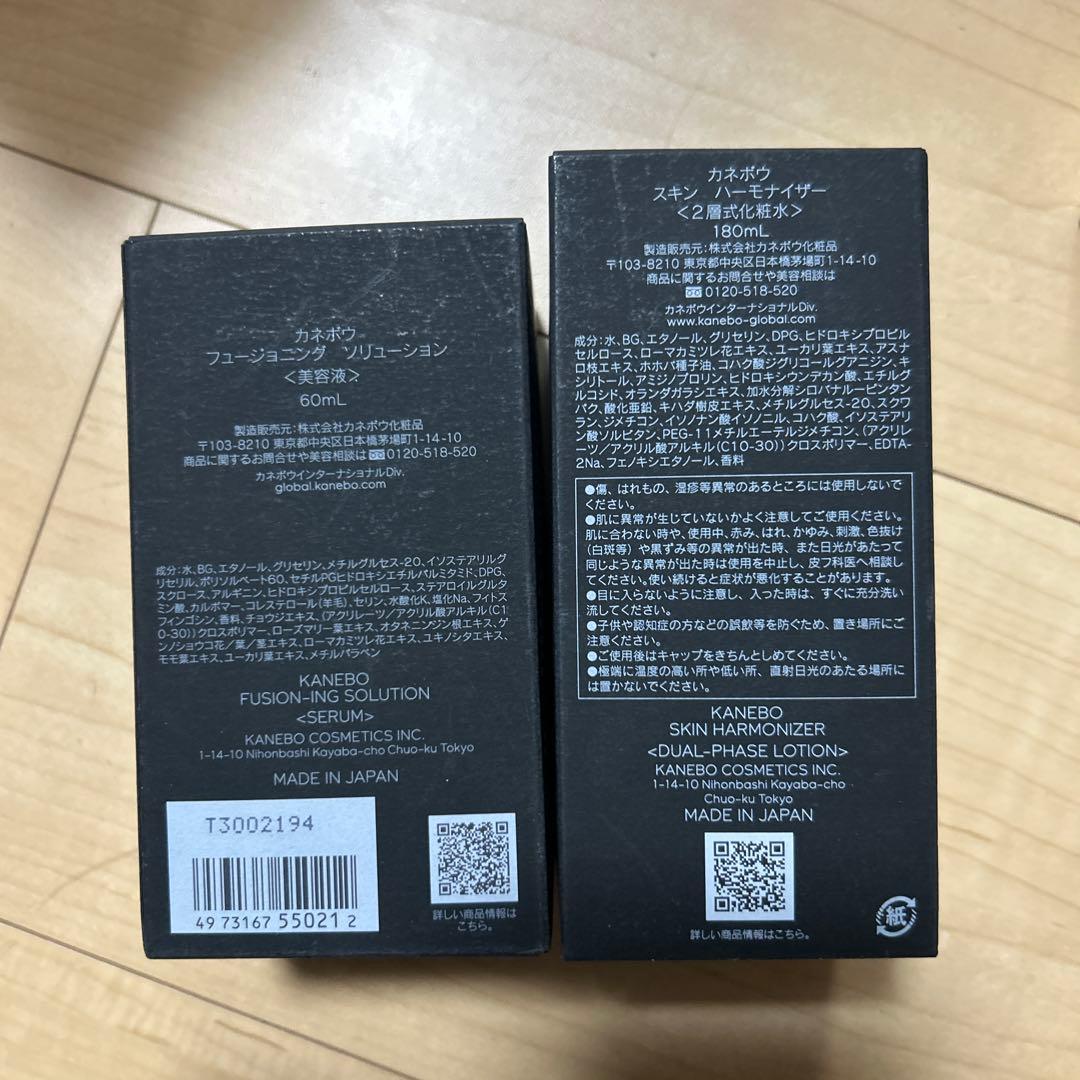 カネボウ
フュージョニング ソリューション
<美容液>
60mL
製造販売元:株式会社カネボウ化粧品
〒103-8210 東京都中央区日本橋茅場町1-14-10
商品に関するお問合せや美容相談は 0120-518-520
カネボウインターナショナルDiv.
global.kanebo.com
成分:水、BG、エタノール、グリセリン、メチルグルセス-20、イソステアリルグ
リセリル、ポリソルベート60、セチルPGヒドロキシエチルパルミタミド、DPG、
スクロース、アルギニン、ヒドロキシプロピルセルロース、ステアロイルグルタ
ミン酸、カルボマー、コレステロール(羊毛)、セリン、水酸化K、塩化Na、フイトス
フィンゴシン、香料、チョウジエキス、(アクリレーツ/アクリル酸アルキル(C1
0-30))クロスポリマー、ローズマリー葉エキス、オタネニンジン根エキス、ゲ
ンノショウコ花/葉/茎エキス、ローマカミツレ花エキス、ユキノシタエキス、
モモ葉エキス、ユーカリ葉エキス、メチルパラベン
KANEBO
FUSION-ING SOLUTION
<SERUM>
KANEBO COSMETICS INC.
1-14-10 Nihonbashi Kayaba-cho Chuo-ku Tokyo
MADE IN JAPAN
T3002194
49 73167 55021 2
詳しい商品情報は
こちら。
カネボウ
スキン ハーモナイザー
<2層式化粧水>
180mL
製造販売元:株式会社カネボウ化粧品
〒103-8210 東京都中央区日本橋茅場町1-14-10
商品に関するお問合せや美容相談は
0120-518-520
カネボウインターナショナルDiv.
www.kanebo-global.com
成分:水、BG、エタノール、グリセリン、DPG、ヒドロキシプロピル
セルロース、ローマカミツレ花エキス、ユーカリ葉エキス、アスナ
ロ枝エキス、ホホバ種子油、コハク酸ジグリコールグアニジン、キ
シリトール、アミジノプロリン、ヒドロキシウンデカン酸、エチルグ
ルコシド、オランダガラシエキス、加水分解シロバナルーピンタン
パク、酸化亜鉛、キハダ樹皮エキス、メチルグルセス-20、スクワ
ラン、ジメチコン、イソノナン酸イソノニル、コハク酸、イソステアリ
ン酸ソルビタン、PEG-11メチルエーテルジメチコン、(アクリレ
ーツ/アクリル酸アルキル(C10-30))クロスポリマー、EDTA-
2Na、フェノキシエタノール、香料
●傷、はれもの、湿疹等異常のあるところには使用しないで
ください。
●肌に異常が生じていないかよく注意してご使用ください。
肌に合わない時や、使用中、赤み、はれ、かゆみ、刺激、色抜け
(白斑等)や黒ずみ等の異常が出た時、また日光があたって
同じような異常が出た時は使用を中止し、皮フ科医へ相談し
てください。使い続けると症状が悪化することがあります。
●目に入らないように注意し、入った時は、すぐに充分洗い
流してください。
●子供や認知症の方などの誤飲等を防ぐため、置き場所にご
注意ください。
●ご使用後はキャップをきちんとしめてください。
●極端に温度の高い所や低い所、直射日光のあたる場所に
は置かないでください。
KANEBO
SKIN HARMONIZER
<DUAL-PHASE LOTION>
KANEBO COSMETICS INC.
1-14-10 Nihonbashi Kayaba-cho
Chuo-ku Tokyo
MADE IN JAPAN
詳しい商品情報はこちら。
紙